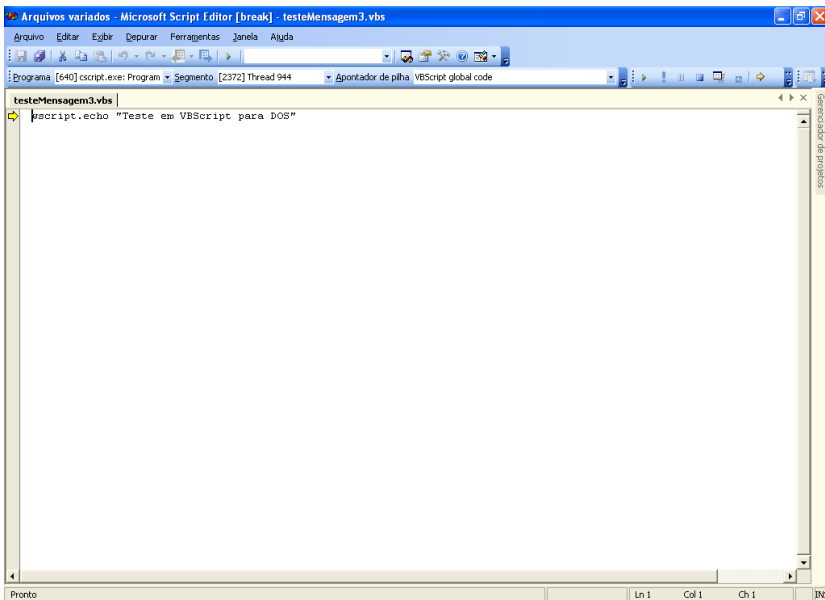 Arquivos variados - Microsoft Script Editor [break] - testeMensagem3.vbs
Arquivo Editar Exibir Depurar Ferramentas Janela Ajuda
Programa [640] cscript.exe: Program Segmento [2372] Thread 944 Apontador de pilha VBScript global code
testeMensagem3.vbs
wscript.echo "Teste em VBScript para DOS"
Gerenciador de projetos
Pronto Ln 1 Col 1 Ch 1